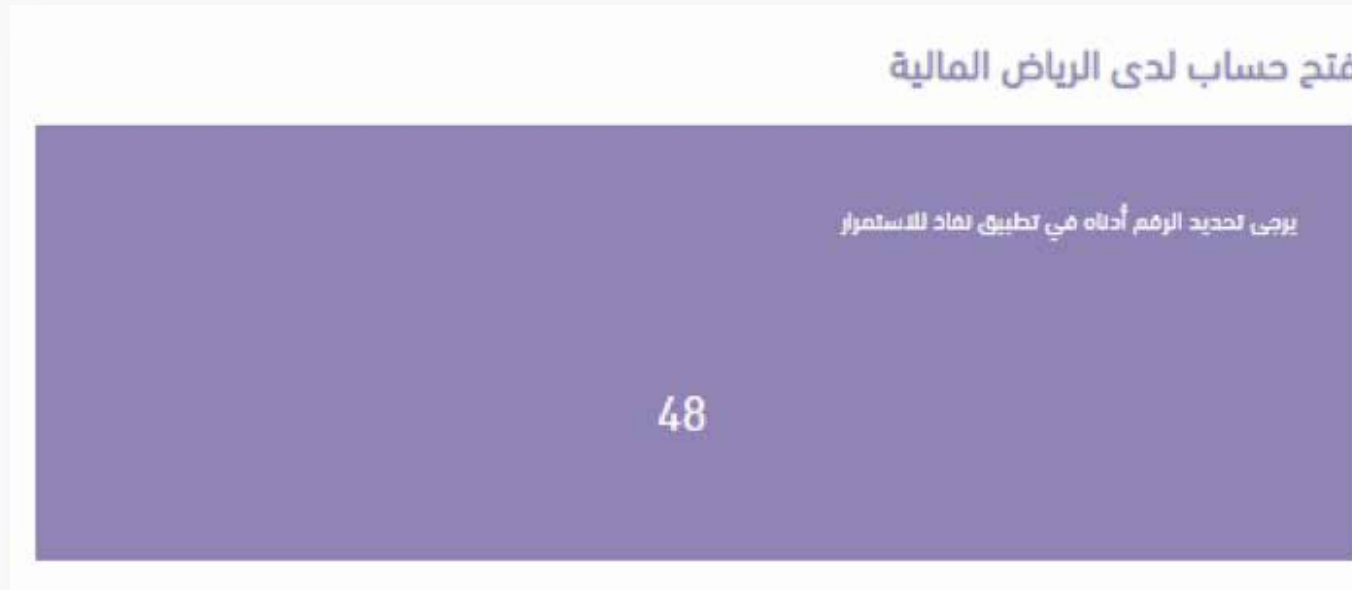 فتح حساب لدى الرياض المالية
يرجى تحديد الرقم أدناه في تطبيق نفاذ للاستمرار
48